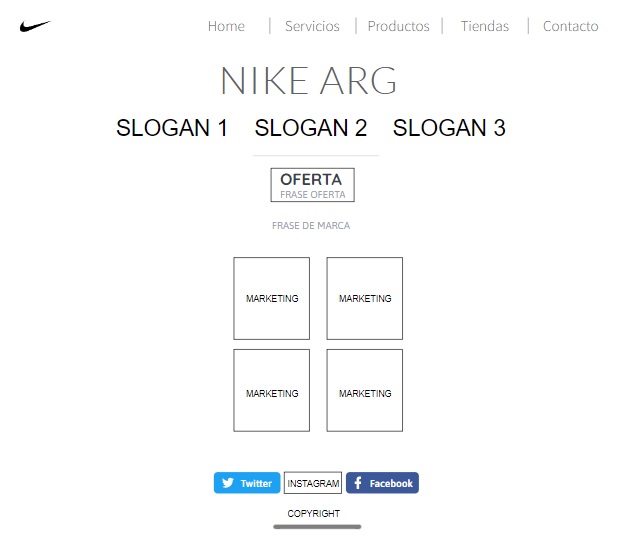 Home | Servicios | Productos | Tiendas | Contacto
NIKE ARG
SLOGAN 1 SLOGAN 2 SLOGAN 3
OFERTA
FRASE OFERTA
FRASE DE MARCA
MARKETING MARKETING
MARKETING MARKETING
Twitter INSTAGRAM Facebook
COPYRIGHT